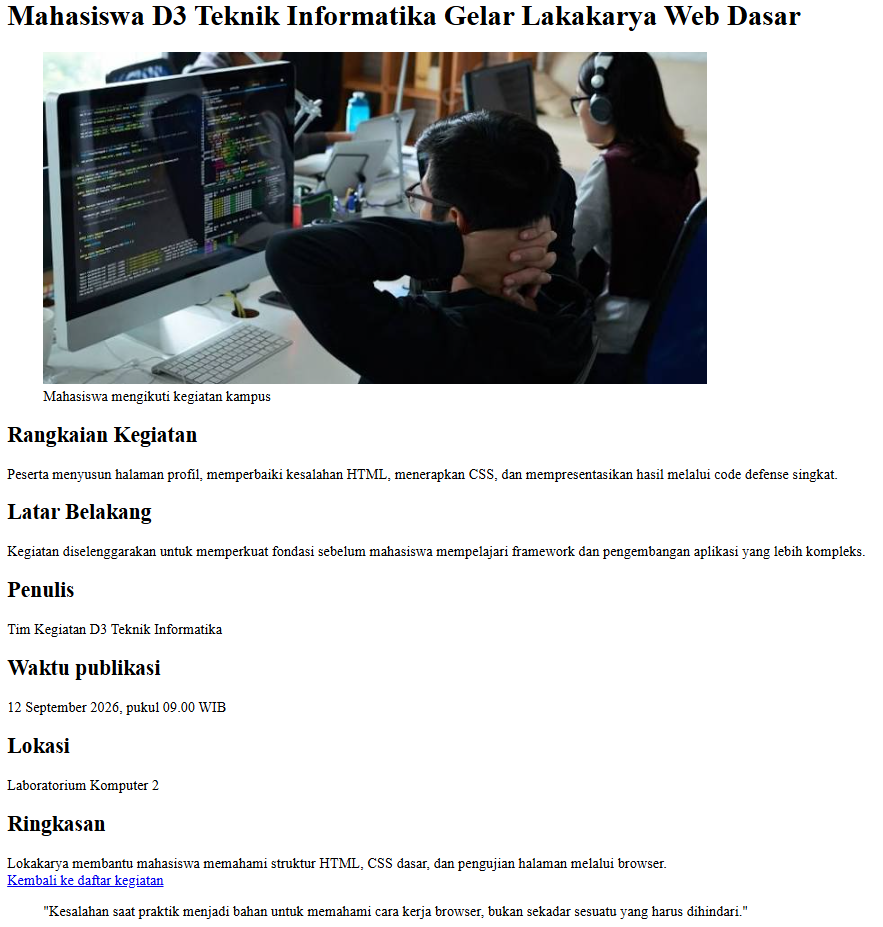 Mahasiswa D3 Teknik Informatika Gelar Lakakarya Web Dasar
Mahasiswa mengikuti kegiatan kampus
Rangkaian Kegiatan
Peserta menyusun halaman profil, memperbaiki kesalahan HTML, menerapkan CSS, dan mempresentasikan hasil melalui code defense singkat.
Latar Belakang
Kegiatan diselenggarakan untuk memperkuat fondasi sebelum mahasiswa mempelajari framework dan pengembangan aplikasi yang lebih kompleks.
Penulis
Tim Kegiatan D3 Teknik Informatika
Waktu publikasi
12 September 2026, pukul 09.00 WIB
Lokasi
Laboratorium Komputer 2
Ringkasan
Lokakarya membantu mahasiswa memahami struktur HTML, CSS dasar, dan pengujian halaman melalui browser.
Kembali ke daftar kegiatan
"Kesalahan saat praktik menjadi bahan untuk memahami cara kerja browser, bukan sekadar sesuatu yang harus dihindari."